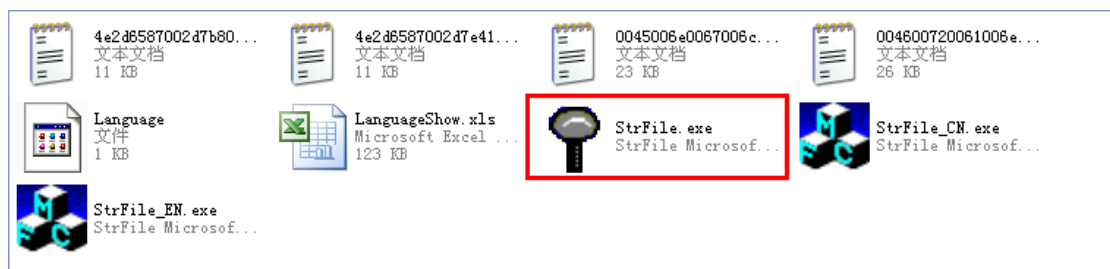 4e2d6587002d7b80...
文本文档
11 KB
4e2d6587002d7e41...
文本文档
11 KB
0045006e0067006c...
文本文档
23 KB
004600720061006e...
文本文档
26 KB
Language
文件
1 KB
LanguageShow.xls
Microsoft Excel ...
123 KB
StrFile.exe
StrFile Microsof...
StrFile_CN.exe
StrFile Microsof...
StrFile_EN.exe
StrFile Microsof...